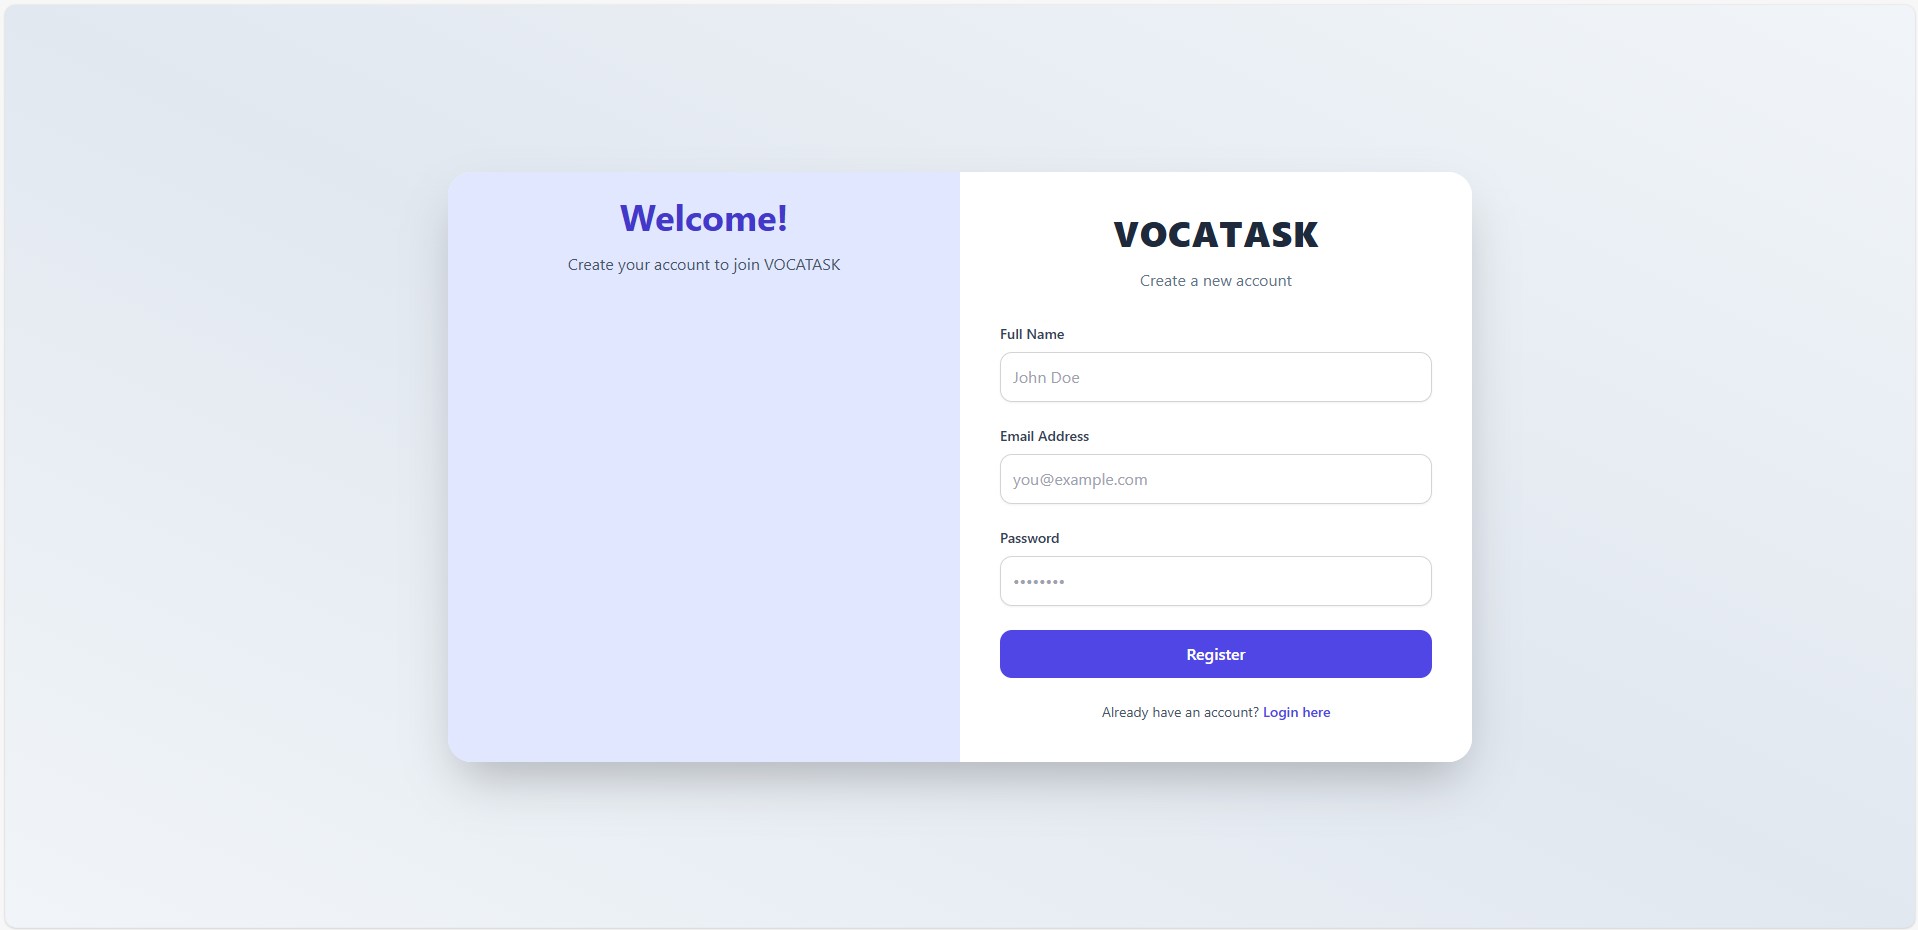 Welcome!
Create your account to join VOCATASK
VOCATASK
Create a new account
Full Name
John Doe
Email Address
you@example.com
Password
••••••••
Register
Already have an account? Login here